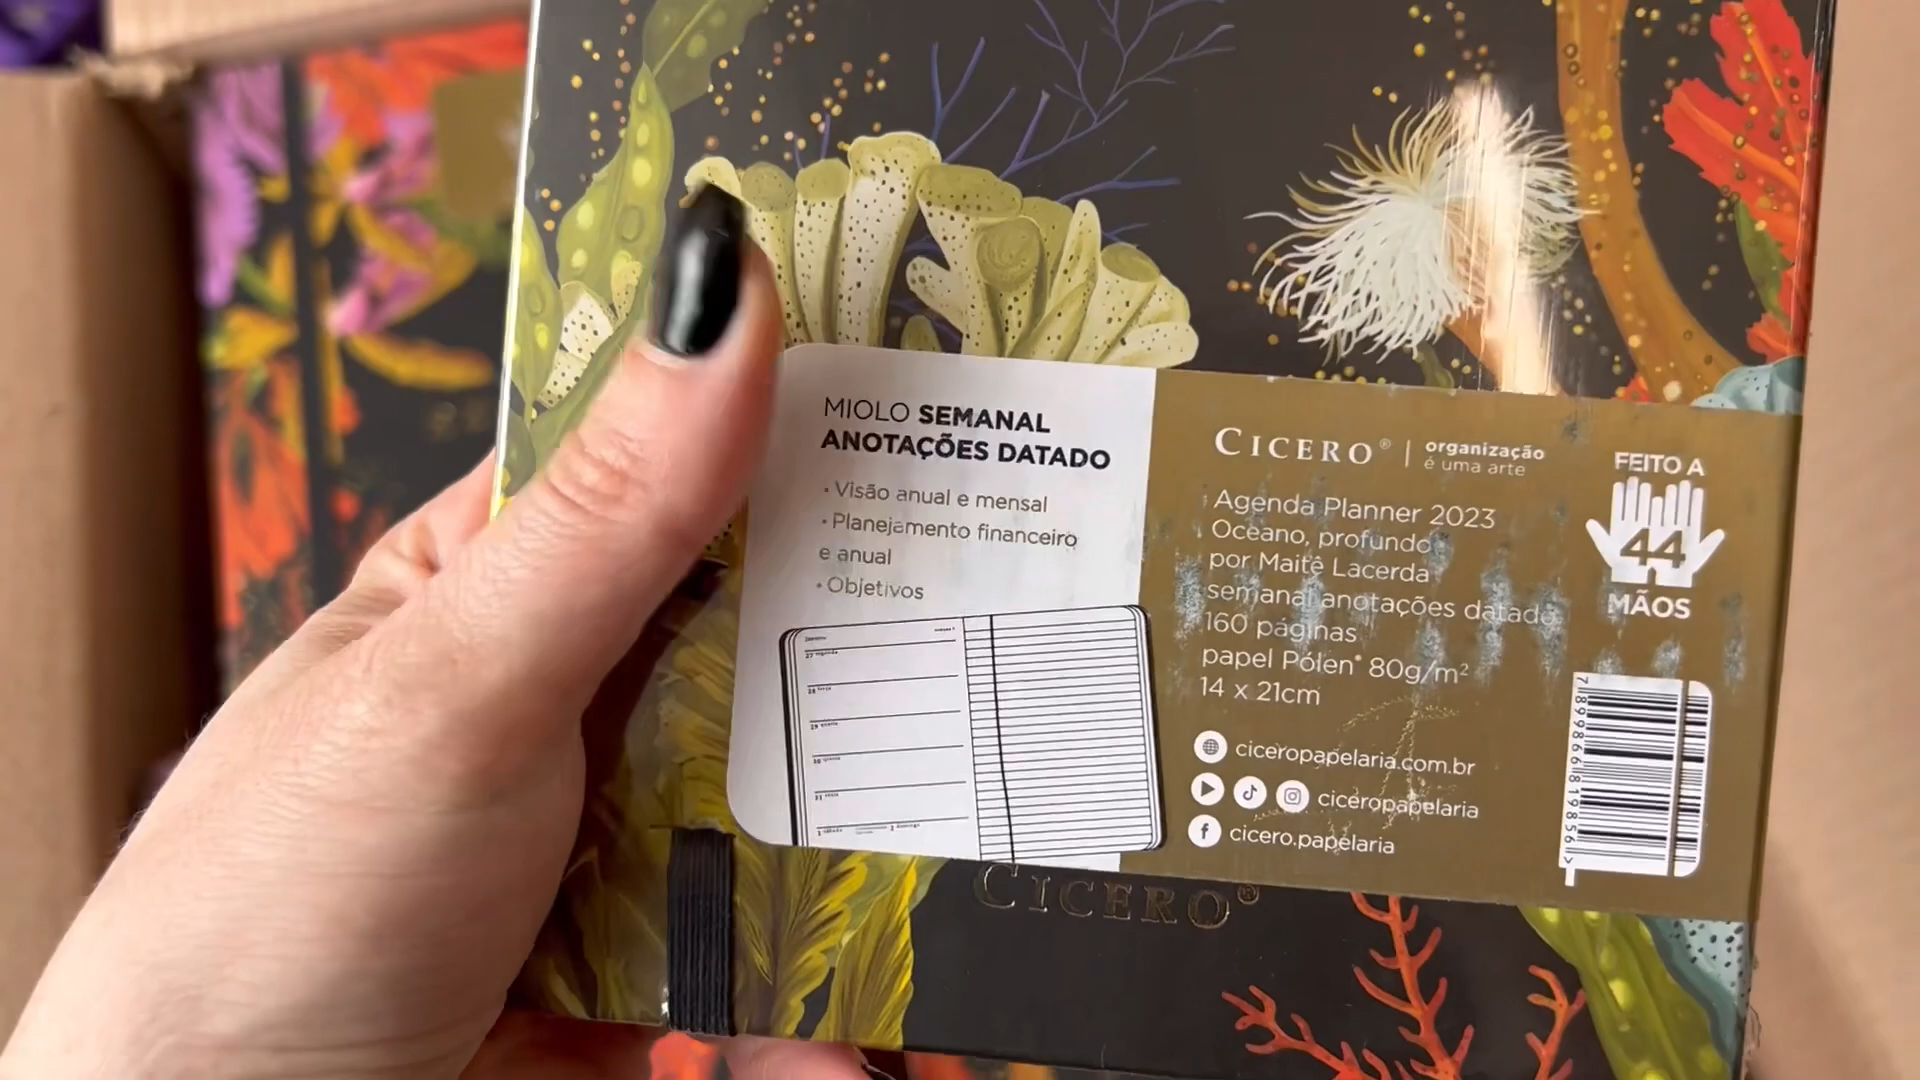 MIOLO SEMANAL
ANOTAÇÕES DATADO
• Visão anual e mensal
• Planejamento financeiro
e anual
• Objetivos
CICERO® | organização
é uma arte
Agenda Planner 2023
Oceano, profundo
por Maitê Lacerda
semanal anotações datado
160 páginas
papel Pólen® 80g/m²
14 x 21cm
ciceropapelaria.com.br
ciceropapelaria
cicero.papelaria
FEITO A
44
MÃOS
7899866819856
CICERO®